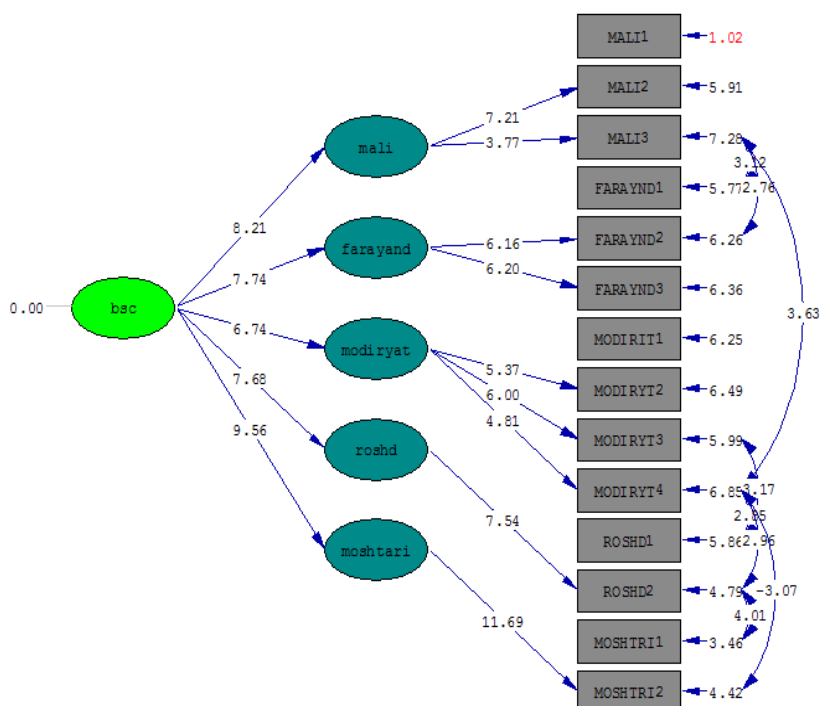 MALI1
1.02
MALI2
5.91
7.21
mali
3.77
MALI3
7.28
3.12
FARAYND1
5.77
2.76
8.21
farayand
6.16
FARAYND2
6.26
7.74
6.20
FARAYND3
6.36
0.00
bsc
3.63
6.74
MODIRIT1
6.25
modiryat
5.37
MODIRYT2
6.49
7.68
6.00
4.81
9.56
MODIRYT3
5.99
roshd
MODIRYT4
6.85
-3.17
7.54
2.85
ROSHD1
5.86
2.96
moshtari
ROSHD2
4.79
-3.07
4.01
11.69
MOSHTRI1
3.46
MOSHTRI2
4.42